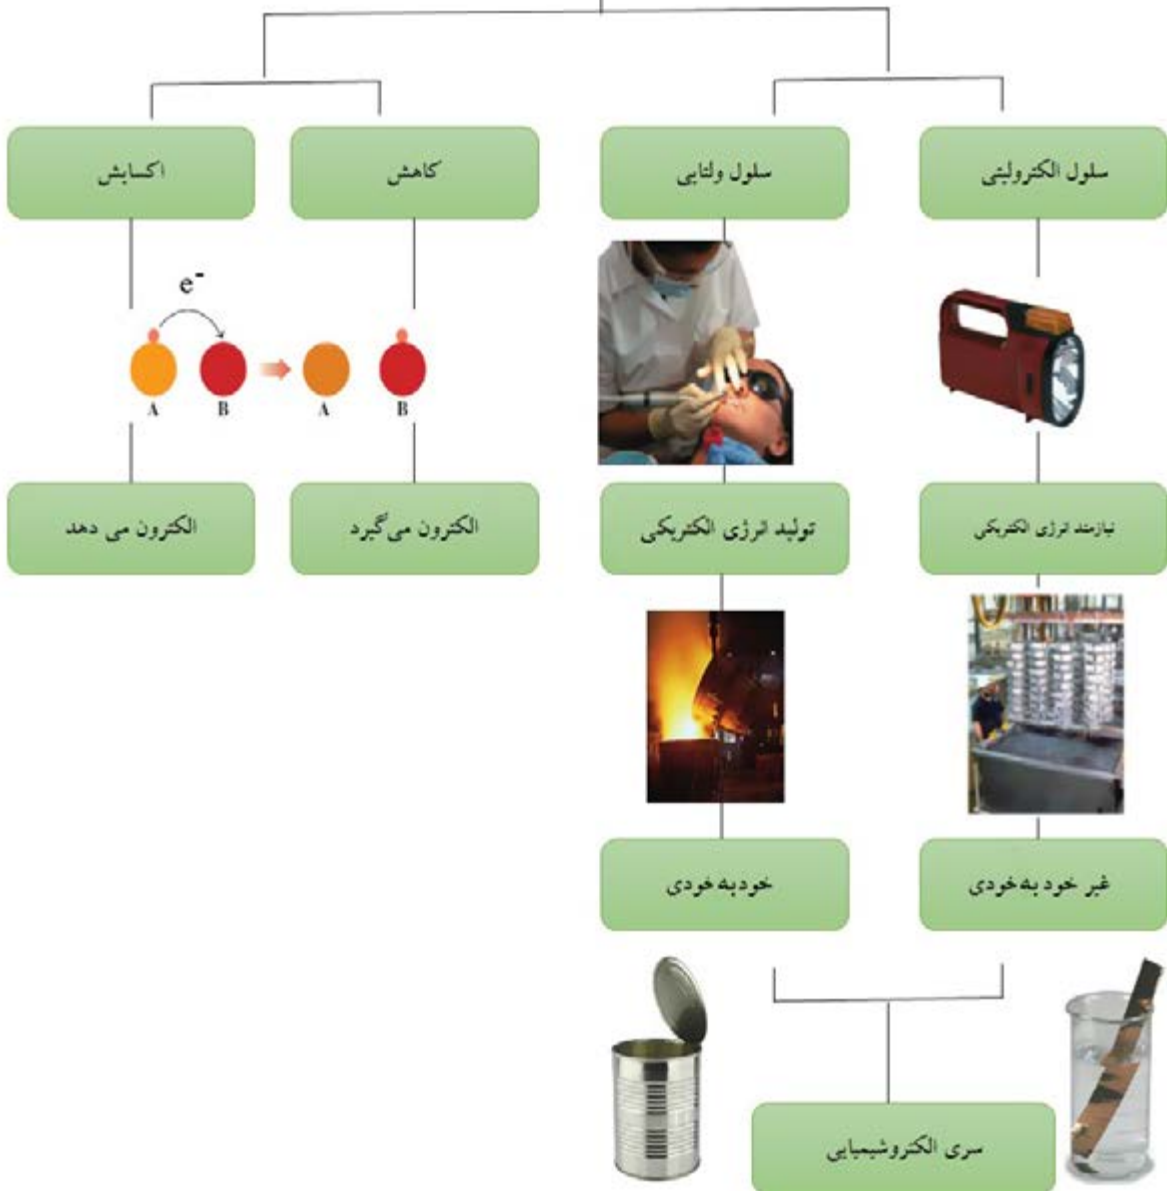 سلول الکترولیتی
سلول ولتایی
کاهش
اکسایش
e-
A
B
A
B
نیازمند انرژی الکتریکی
تولید انرژی الکتریکی
الکترون می‌گیرد
الکترون می دهد
غیر خود به‌خودی
خودبه‌خودی
سری الکتروشیمیایی